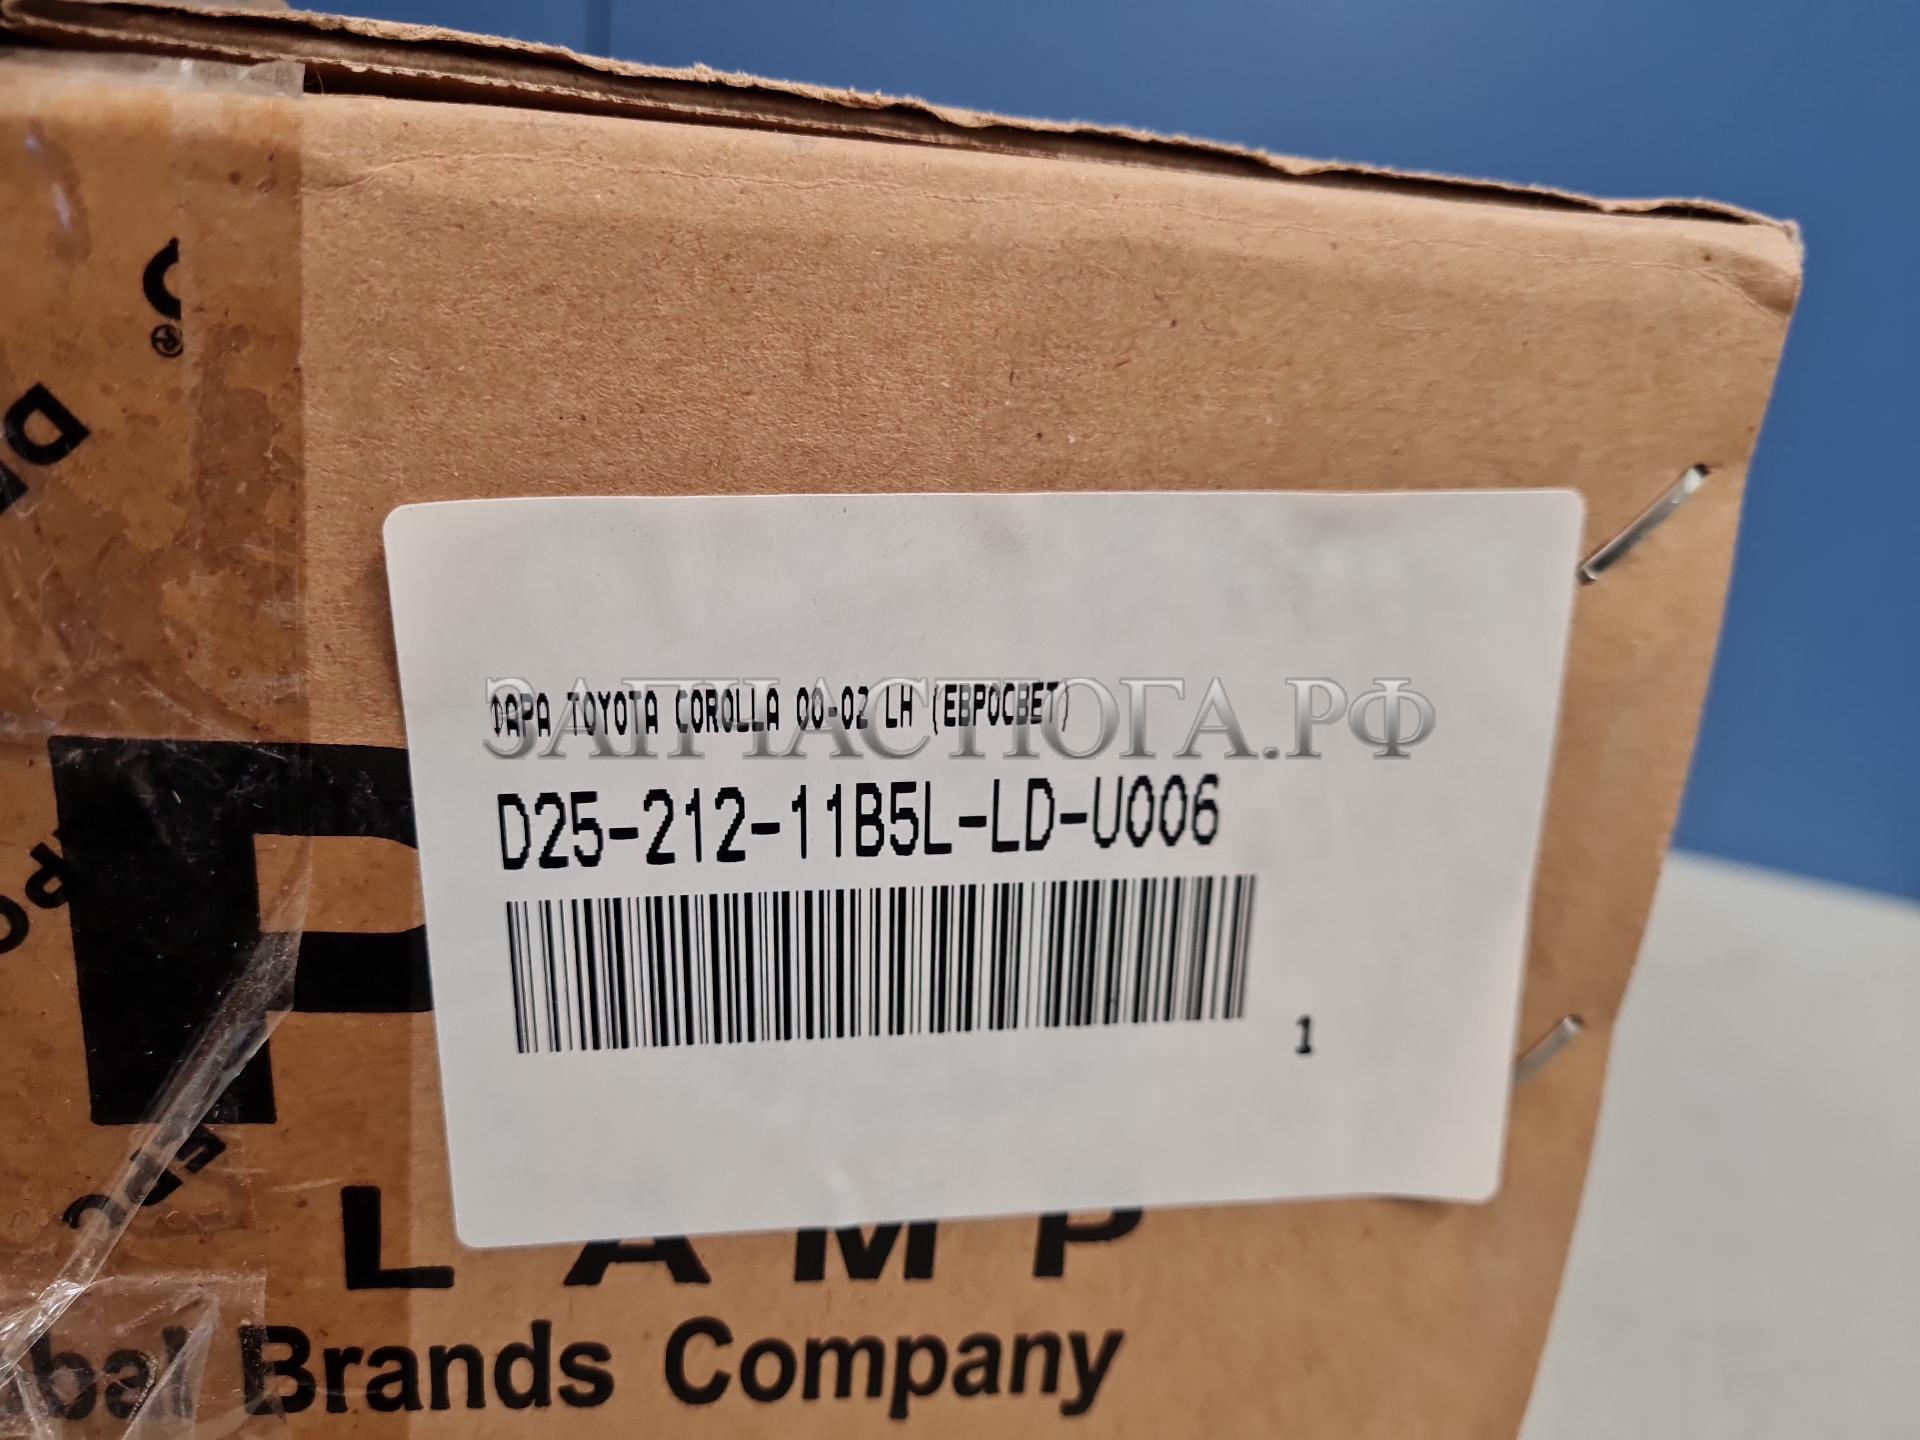 ®
ФАРА TOYOTA COROLLA 00-02 LH (ЕВРОСВЕТ)
ЗАПЧАСТЮГА.РФ
D25-212-11B5L-LD-U006
1
LAMP
Brands Company